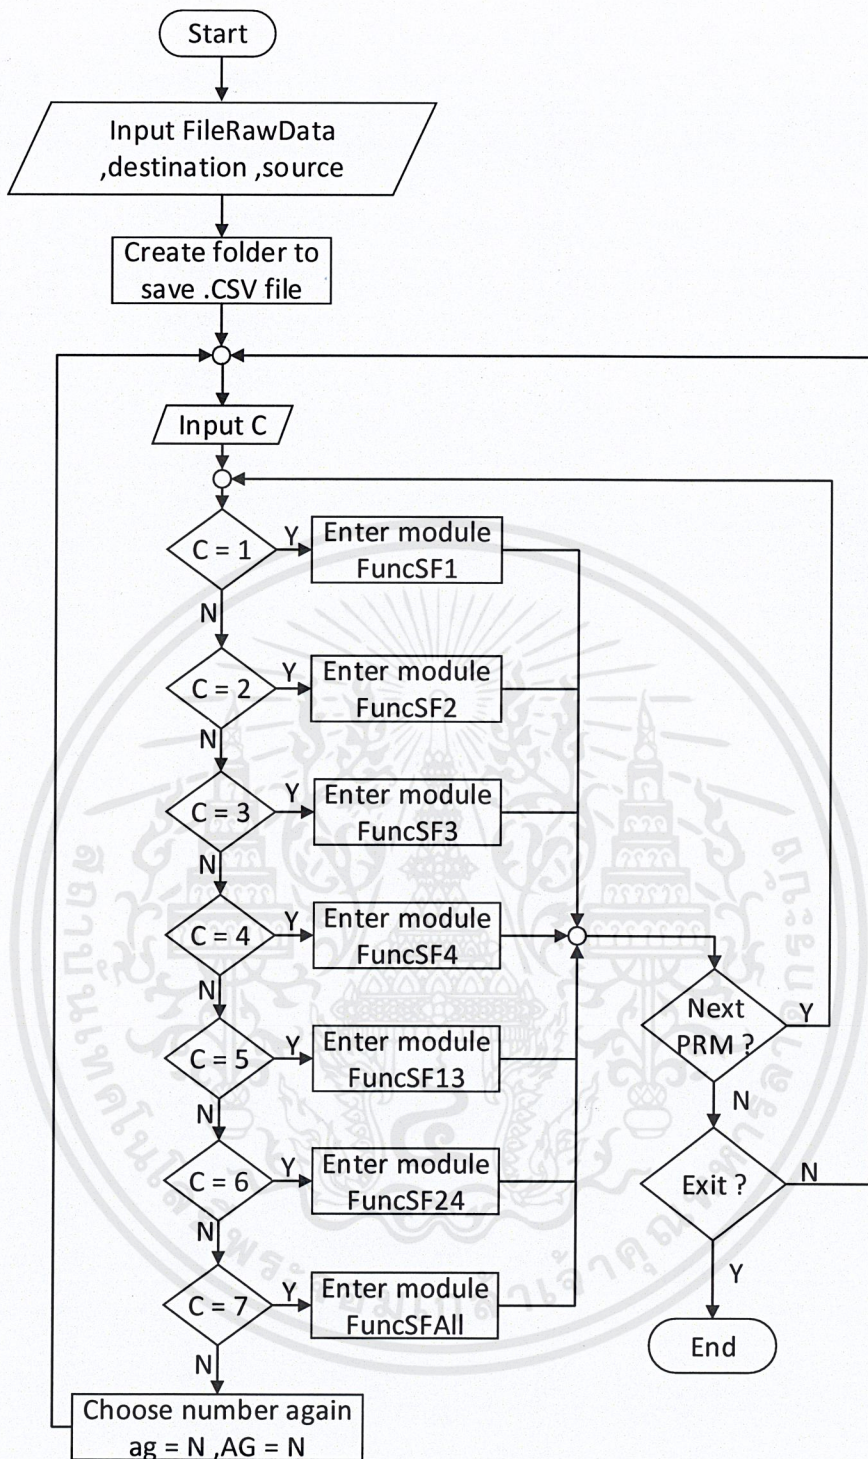 Start
Input FileRawData
,destination ,source
Create folder to
save .CSV file
Input C
C = 1
Y
Enter module
FuncSF1
N
C = 2
Y
Enter module
FuncSF2
N
C = 3
Y
Enter module
FuncSF3
N
C = 4
Y
Enter module
FuncSF4
N
C = 5
Y
Enter module
FuncSF13
N
C = 6
Y
Enter module
FuncSF24
N
C = 7
Y
Enter module
FuncSFAll
N
Choose number again
ag = N ,AG = N
Next
PRM ?
Y
N
Exit ?
N
Y
End